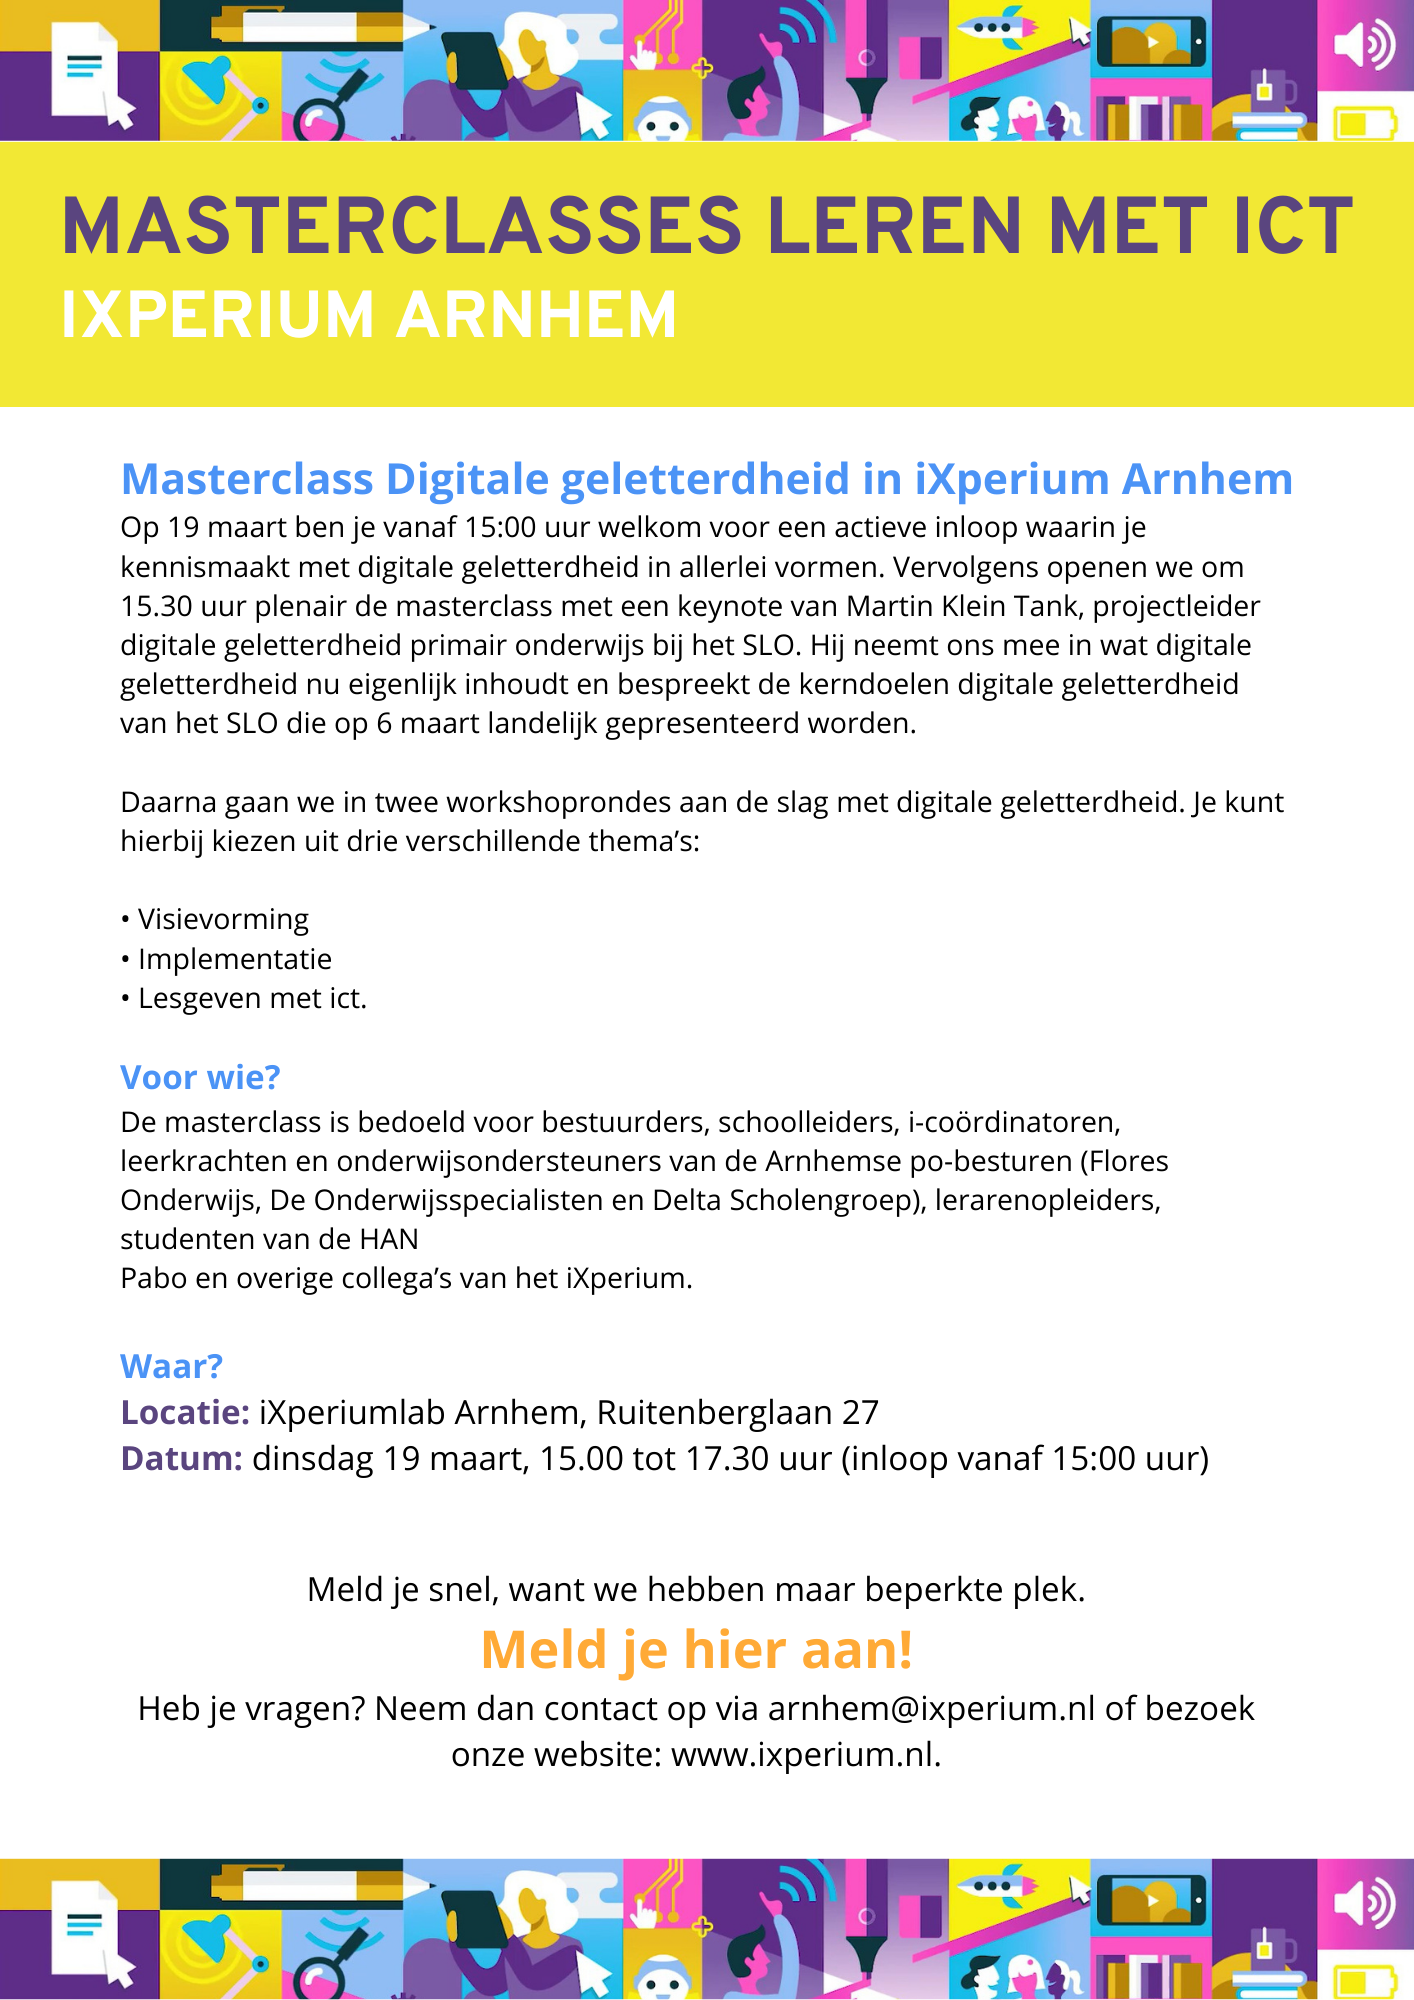 MASTERCLASSES LEREN MET ICT
IXPERIUM ARNHEM
Masterclass Digitale geletterdheid in iXperium Arnhem
Op 19 maart ben je vanaf 15:00 uur welkom voor een actieve inloop waarin je
kennismaakt met digitale geletterdheid in allerlei vormen. Vervolgens openen we om
15.30 uur plenair de masterclass met een keynote van Martin Klein Tank, projectleider
digitale geletterdheid primair onderwijs bij het SLO. Hij neemt ons mee in wat digitale
geletterdheid nu eigenlijk inhoudt en bespreekt de kerndoelen digitale geletterdheid
van het SLO die op 6 maart landelijk gepresenteerd worden.
Daarna gaan we in twee workshoprondes aan de slag met digitale geletterdheid. Je kunt
hierbij kiezen uit drie verschillende thema’s:
• Visievorming
• Implementatie
• Lesgeven met ict.
Voor wie?
De masterclass is bedoeld voor bestuurders, schoolleiders, i-coördinatoren,
leerkrachten en onderwijsondersteuners van de Arnhemse po-besturen (Flores
Onderwijs, De Onderwijsspecialisten en Delta Scholengroep), lerarenopleiders,
studenten van de HAN
Pabo en overige collega’s van het iXperium.
Waar?
Locatie: iXperiumlab Arnhem, Ruitenberglaan 27
Datum: dinsdag 19 maart, 15.00 tot 17.30 uur (inloop vanaf 15:00 uur)
Meld je snel, want we hebben maar beperkte plek.
Meld je hier aan!
Heb je vragen? Neem dan contact op via arnhem@ixperium.nl of bezoek
onze website: www.ixperium.nl.